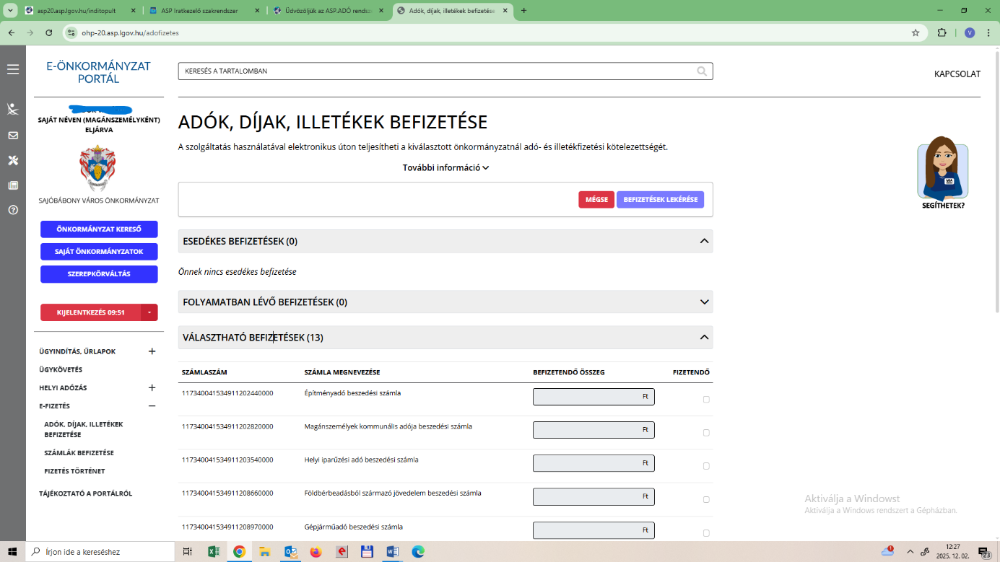 asp20.asp.lgov.hu/inditopult
ASP Iratkezelő szakrendszer
Üdvözöljük az ASP.ADÓ rendsz
Adók, díjak, illetékek befizetése
ohp-20.asp.lgov.hu/adofizetes
V
E-ÖNKORMÁNYZAT
PORTÁL
KERESÉS A TARTALOMBAN
KAPCSOLAT
SAJÁT NÉVEN (MAGÁNSZEMÉLYKÉNT)
ELJÁRVA
SAJÓBÁBONY VÁROS ÖNKORMÁNYZAT
ÖNKORMÁNYZAT KERESŐ
SAJÁT ÖNKORMÁNYZATOK
SZEREPKÖRVÁLTÁS
KIJELENTKEZÉS 09:51
ÜGYINDÍTÁS, ŰRLAPOK
ÜGYKÖVETÉS
HELYI ADÓZÁS
E-FIZETÉS
ADÓK, DÍJAK, ILLETÉKEK
BEFIZETÉSE
SZÁMLÁK BEFIZETÉSE
FIZETÉS TÖRTÉNET
TÁJÉKOZTATÓ A PORTÁLRÓL
ADÓK, DÍJAK, ILLETÉKEK BEFIZETÉSE
A szolgáltatás használatával elektronikus úton teljesítheti a kiválasztott önkormányzatnál adó- és illetékfizetési kötelezettségét.
További információ
MÉGSE
BEFIZETÉSEK LEKÉRÉSE
ESEDÉKES BEFIZETÉSEK (0)
Önnek nincs esedékes befizetése
FOLYAMATBAN LÉVŐ BEFIZETÉSEK (0)
VÁLASZTHATÓ BEFIZETÉSEK (13)
SZÁMLASZÁM SZÁMLA MEGNEVEZÉSE BEFIZETENDŐ ÖSSZEG FIZETENDŐ
117340041534911202440000 Építményadó beszedési számla Ft
117340041534911202820000 Magánszemélyek kommunális adója beszedési számla Ft
117340041534911203540000 Helyi iparűzési adó beszedési számla Ft
117340041534911208660000 Földbérbeadásból származó jövedelem beszedési számla Ft
117340041534911208970000 Gépjárműadó beszedési számla Ft
MIA
SEGÍTHETEK?
Aktiválja a Windowst
Aktiválja a Windows rendszert a Gépházban.
Írjon ide a kereséshez
12:27
2025. 12. 02.
23